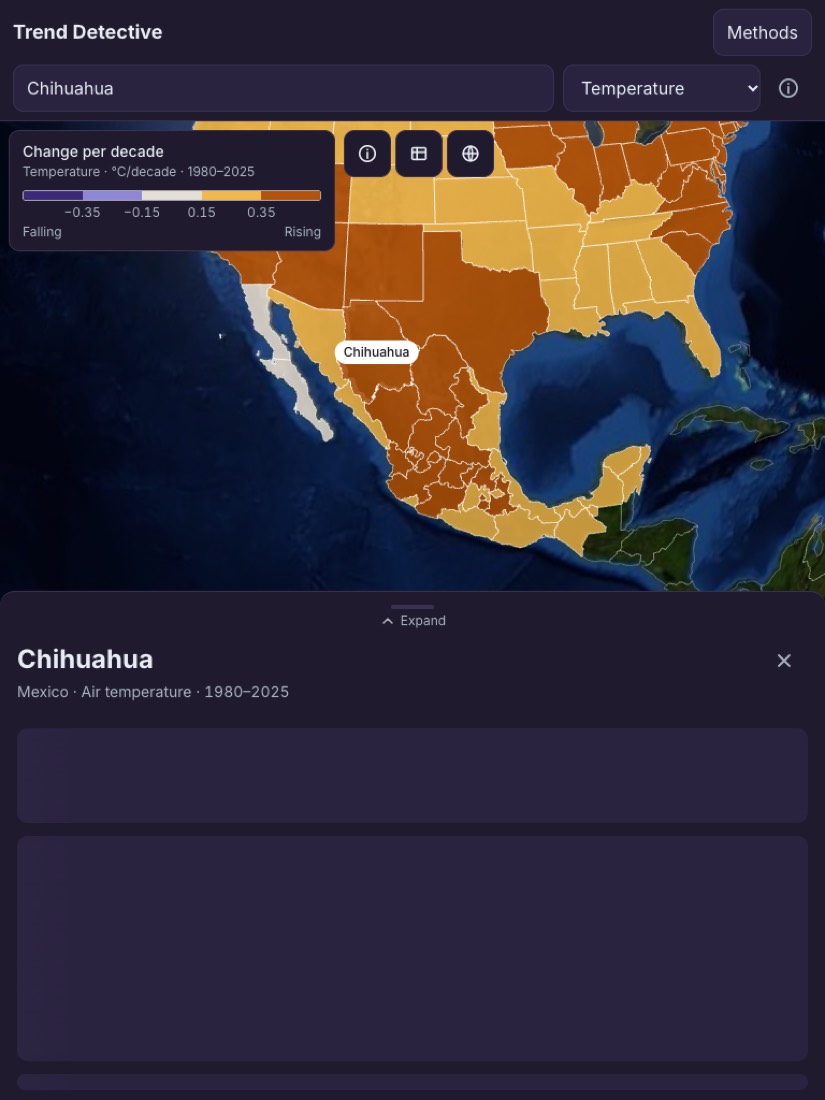 Trend Detective
Methods
Chihuahua
Temperature
Change per decade
Temperature · °C/decade · 1980–2025
−0.35 −0.15 0.15 0.35
Falling Rising
Chihuahua
Expand
Chihuahua
Mexico · Air temperature · 1980–2025